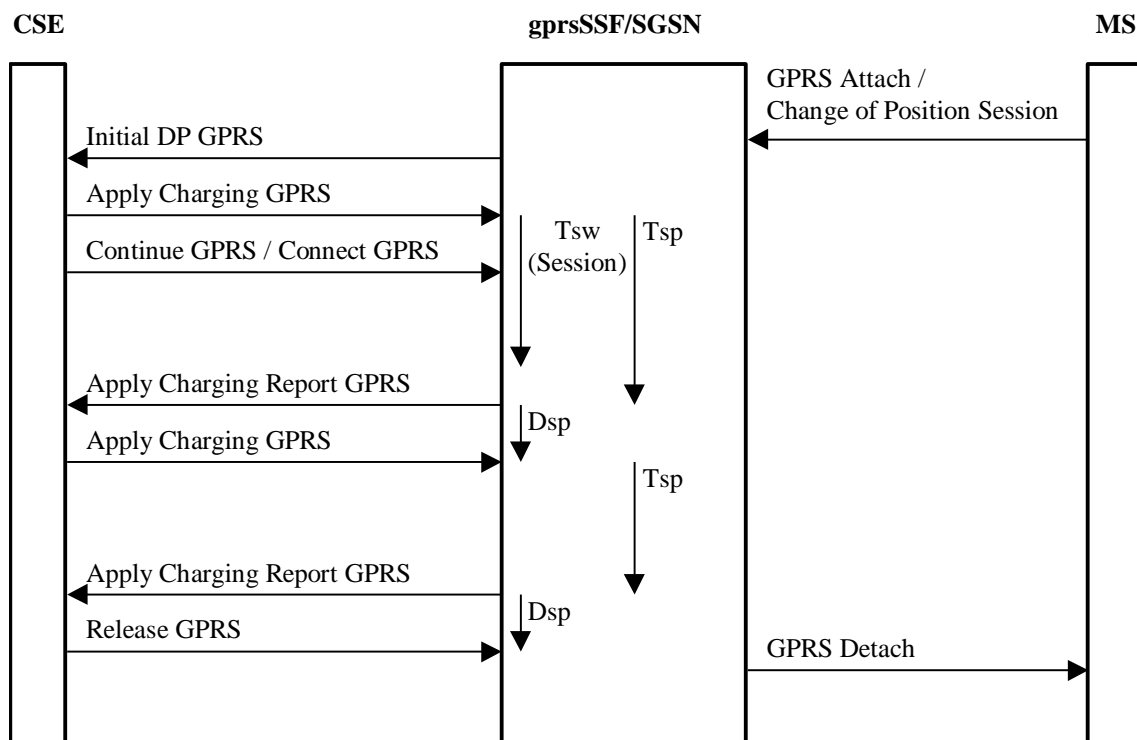 CSE
gprsSSF/SGSN
MS
GPRS Attach /
Change of Position Session
Initial DP GPRS
Apply Charging GPRS
Tsw
(Session)
Tsp
Continue GPRS / Connect GPRS
Apply Charging Report GPRS
Dsp
Apply Charging GPRS
Tsp
Apply Charging Report GPRS
Dsp
Release GPRS
GPRS Detach